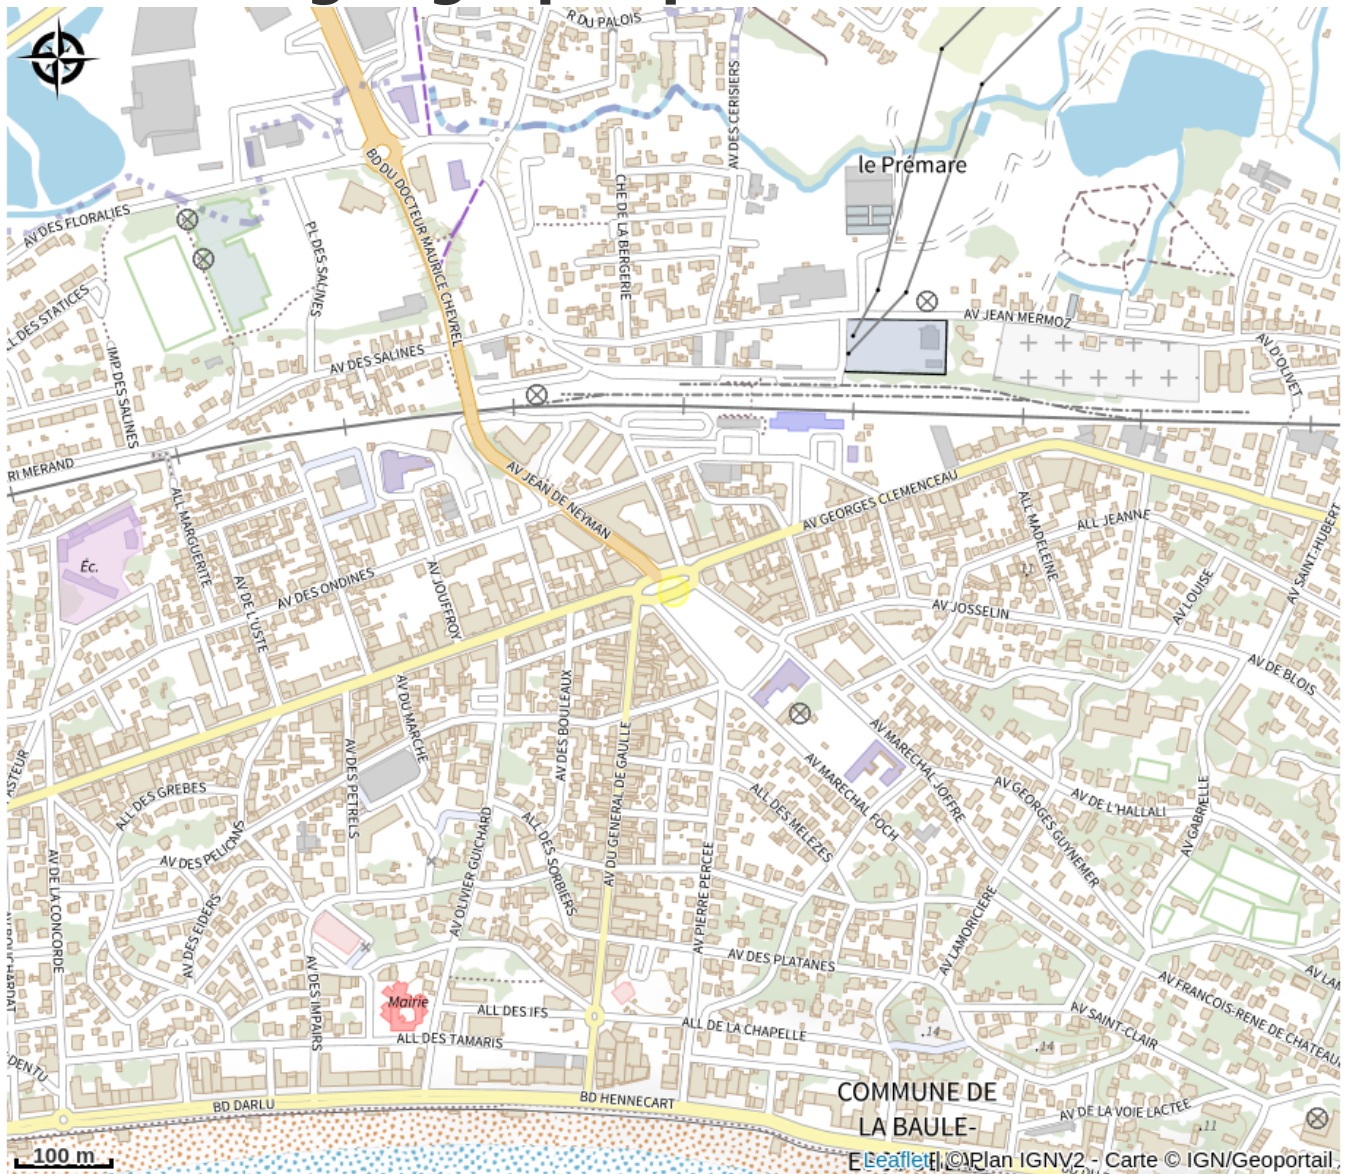 R DU PALOIS
AV DES CERISIERS
le Prémare
BD DU DOCTEUR MAURICE CHEVREL
CHE DE LA BERGERIE
AV DES FLORALIES
PL DES SALINES
AV JEAN MERMOZ
AV D'OLIVET
IMP DES SALINES
AV DES SALINES
AV JEAN DE NEYMAN
AV GEORGES CLEMENCEAU
ALL MADELEINE
ALL JEANNE
AV SAINT-HUBERT
ALL MARGUERITE
Éc.
AV DE L'USTE
AV DES ONDINES
AV JOUFFROY
AV JOSSELIN
AV LOUISE
AV DE BLOIS
AV DU MARCHE
AV DES BOULEAUX
AV DU GENERAL DE GAULLE
AV DES PETRELS
ALL DES GREBES
AV DES PELICANS
AV MARECHAL JOFFRE
AV MARECHAL FOCH
ALL DES MELEZES
AV GEORGES GUYNEMER
AV DE L'HALLALI
AV GABRIELLE
AV DE LA CONCORDE
AV DES EIDERS
AV OLIVIER GUICHARD
ALL DES SORBIERS
AV PIERRE PERCEE
AV LAMORICIERE
AV DES PLATANES
AV DES IMPAIRS
Mairie
ALL DES IFS
ALL DES TAMARIS
ALL DE LA CHAPELLE
AV FRANCOIS-RENE DE CHATEAU
AV SAINT-CLAIR
.14
.14
.11
BD DARLU
BD HENNECART
COMMUNE DE
LA BAULE-
AV DE LA VOIE LACTEE
100 m
Leaflet | © Plan IGNV2 - Carte © IGN/Geoportail